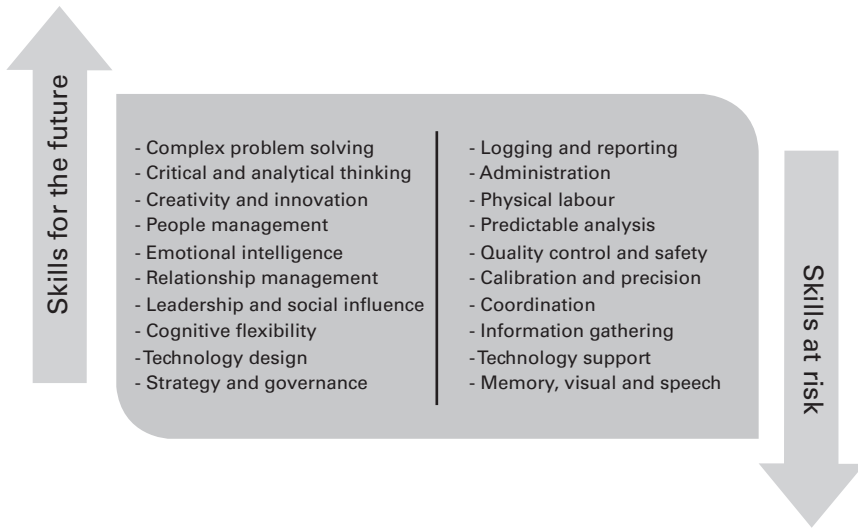 Skills for the future
- Complex problem solving
- Critical and analytical thinking
- Creativity and innovation
- People management
- Emotional intelligence
- Relationship management
- Leadership and social influence
- Cognitive flexibility
- Technology design
- Strategy and governance
- Logging and reporting
- Administration
- Physical labour
- Predictable analysis
- Quality control and safety
- Calibration and precision
- Coordination
- Information gathering
- Technology support
- Memory, visual and speech
Skills at risk